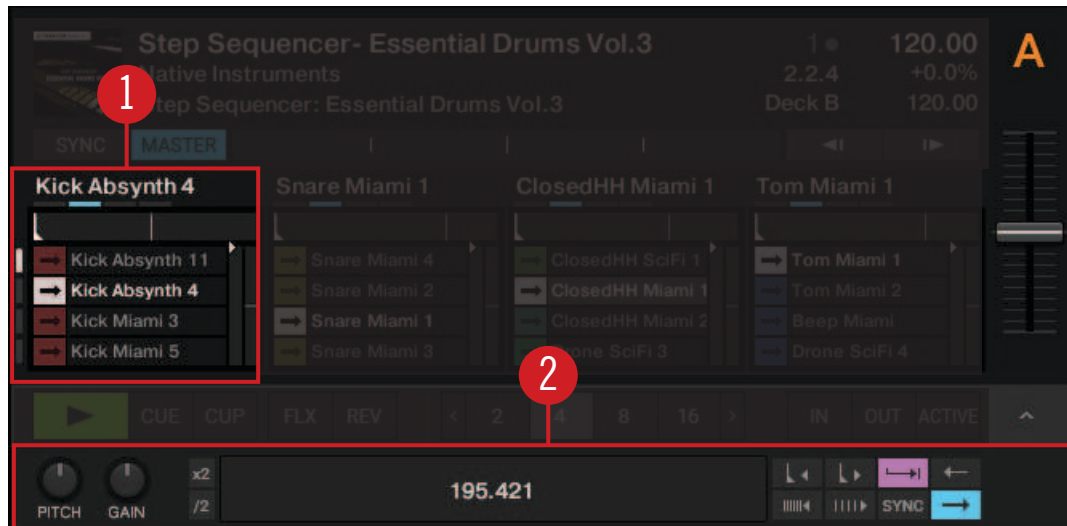 Step Sequencer- Essential Drums Vol.3
1
120.00
A
Native Instruments
2.2.4
+0.0%
Step Sequencer: Essential Drums Vol.3
Deck B
120.00
1
SYNC
MASTER
Kick Absynth 4
Snare Miami 1
ClosedHH Miami 1
Tom Miami 1
Kick Absynth 11
Snare Miami 4
ClosedHH SciFi 1
Tom Miami 1
Kick Absynth 4
Snare Miami 2
ClosedHH Miami 1
Tom Miami 2
Kick Miami 3
Snare Miami 1
ClosedHH Miami 2
Beep Miami
Kick Miami 5
Snare Miami 3
Drone SciFi 3
Drone SciFi 4
2
CUE
CUP
FLX
REV
2
4
8
16
IN
OUT
ACTIVE
PITCH
GAIN
x2
/2
195.421
SYNC